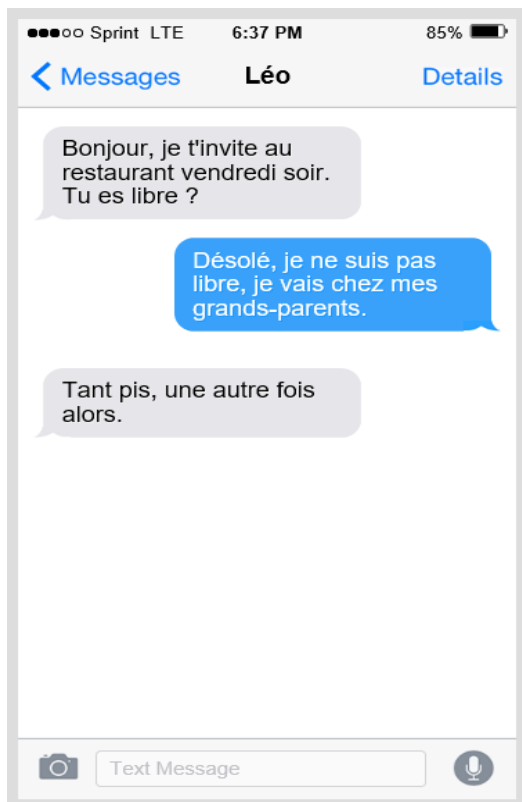 Sprint LTE 6:37 PM 85%
Messages Léo Details
Bonjour, je t'invite au
restaurant vendredi soir.
Tu es libre ?
Désolé, je ne suis pas
libre, je vais chez mes
grands-parents.
Tant pis, une autre fois
alors.
Text Message